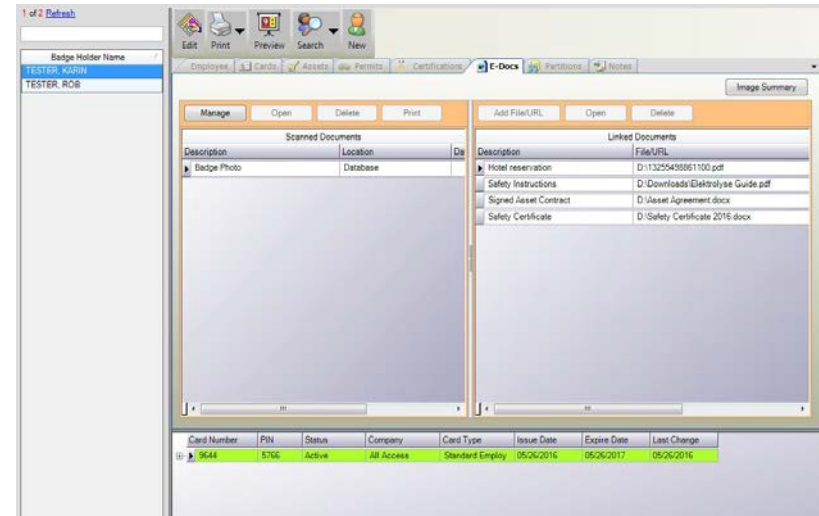 1 of 2 Refresh
Badge Holder Name
TESTER, KARIN
TESTER, ROB
Edit Print Preview Search New
Employee Cards Assets Permits Certifications E-Docs Partitions Notes
Image Summary
Manage Open Delete Print
Add File/URL Open Delete
Scanned Documents
Description Location Da
Badge Photo Database
Linked Documents
Description File/URL
Hotel reservation D:\13255498861100.pdf
Safety Instructions D:\Downloads\Elektrolyse Guide.pdf
Signed Asset Contract D:\Asset Agreement.docx
Safety Certificate D:\Safety Certificate 2016.docx
Card Number PIN Status Company Card Type Issue Date Expire Date Last Change
9644 5766 Active All Access Standard Employ 05/26/2016 05/26/2017 05/26/2016